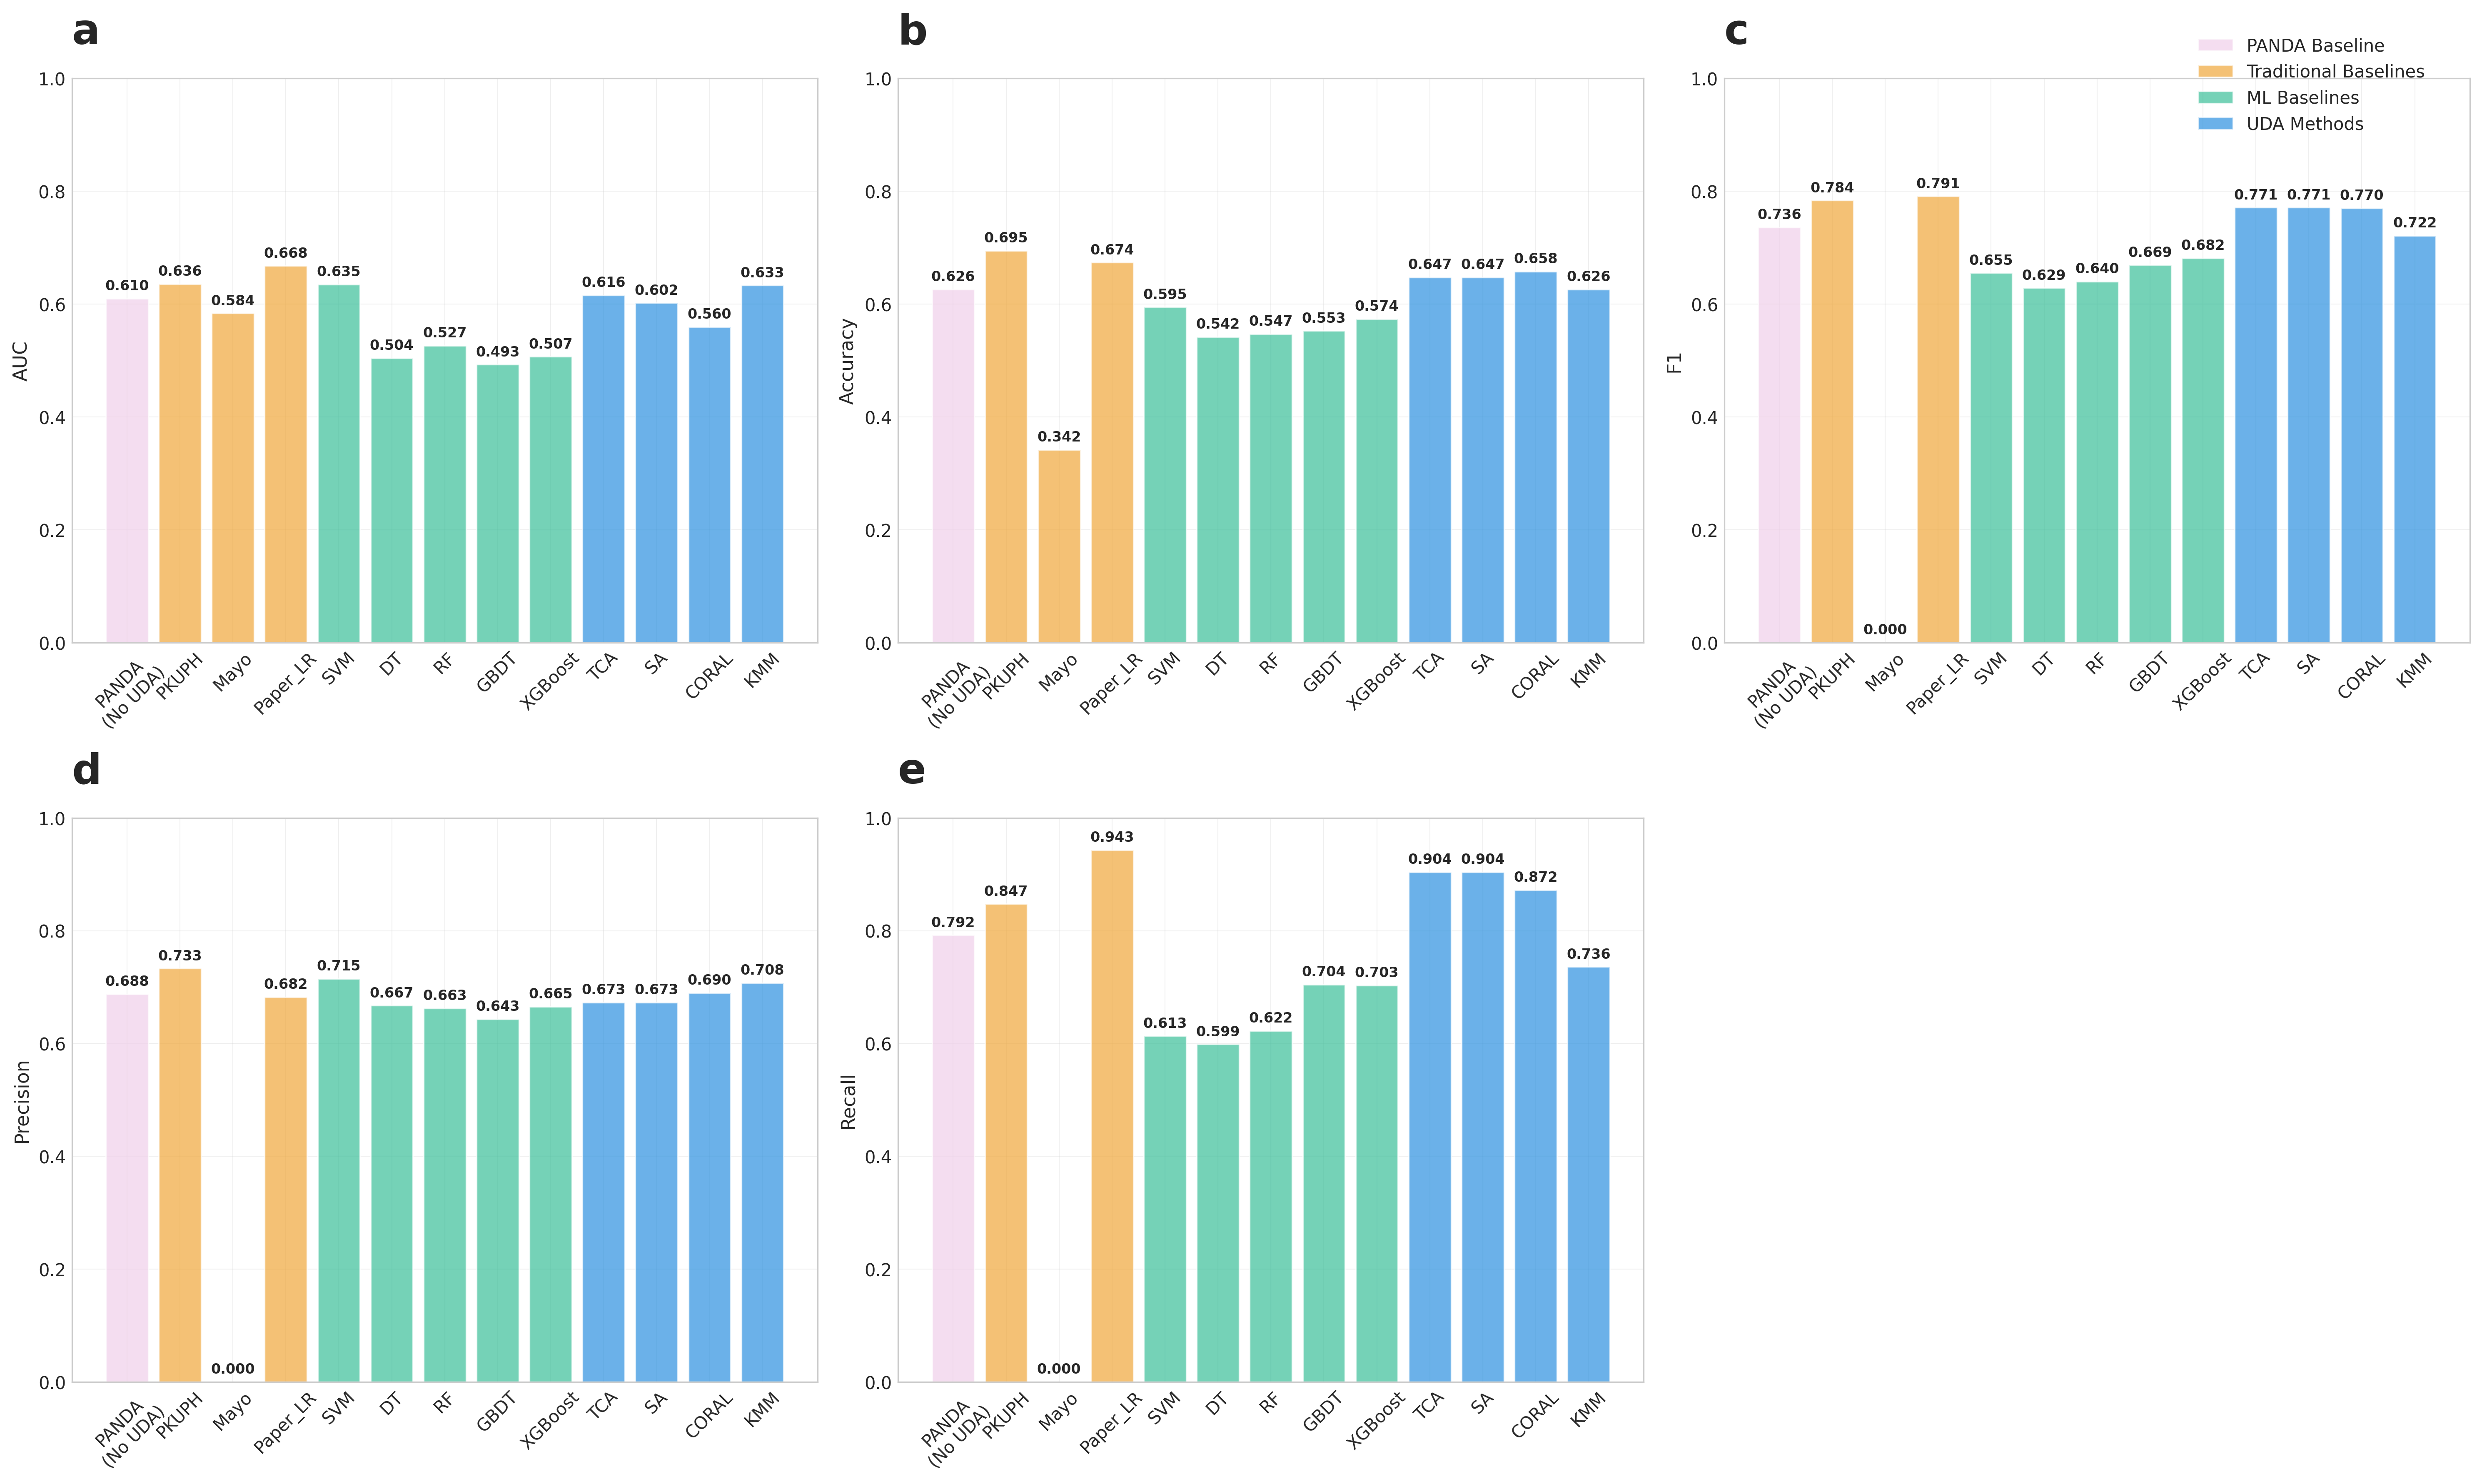 a
1.0
0.8
0.6
0.4
0.2
0.0
AUC
0.610
0.636
0.584
0.668
0.635
0.504
0.527
0.493
0.507
0.616
0.602
0.560
0.633
PANDA
(No UDA)
PKUPH
Mayo
Paper_LR
SVM
DT
RF
GBDT
XGBoost
TCA
SA
CORAL
KMM
b
1.0
0.8
0.6
0.4
0.2
0.0
Accuracy
0.626
0.695
0.342
0.674
0.595
0.542
0.547
0.553
0.574
0.647
0.647
0.658
0.626
PANDA
(No UDA)
PKUPH
Mayo
Paper_LR
SVM
DT
RF
GBDT
XGBoost
TCA
SA
CORAL
KMM
c
PANDA Baseline
Traditional Baselines
ML Baselines
UDA Methods
1.0
0.8
0.6
0.4
0.2
0.0
F1
0.736
0.784
0.000
0.791
0.655
0.629
0.640
0.669
0.682
0.771
0.771
0.770
0.722
PANDA
(No UDA)
PKUPH
Mayo
Paper_LR
SVM
DT
RF
GBDT
XGBoost
TCA
SA
CORAL
KMM
d
1.0
0.8
0.6
0.4
0.2
0.0
Precision
0.688
0.733
0.000
0.682
0.715
0.667
0.663
0.643
0.665
0.673
0.673
0.690
0.708
PANDA
(No UDA)
PKUPH
Mayo
Paper_LR
SVM
DT
RF
GBDT
XGBoost
TCA
SA
CORAL
KMM
e
1.0
0.8
0.6
0.4
0.2
0.0
Recall
0.792
0.847
0.000
0.943
0.613
0.599
0.622
0.704
0.703
0.904
0.904
0.872
0.736
PANDA
(No UDA)
PKUPH
Mayo
Paper_LR
SVM
DT
RF
GBDT
XGBoost
TCA
SA
CORAL
KMM